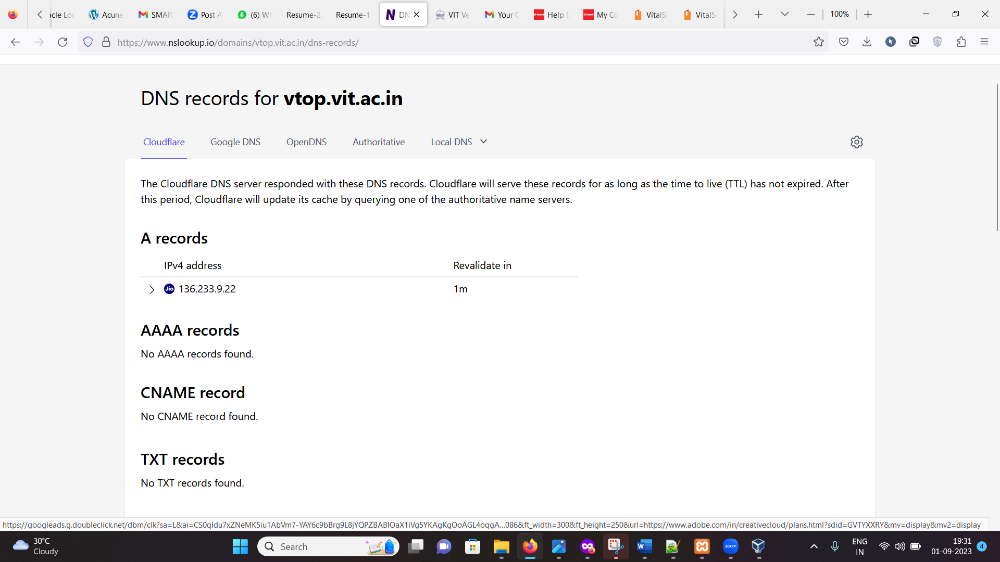 acle Log
Acune
SMAR
Post A
(6) Wh
Resume-2
Resume-1
DN
VIT Ve
Your C
Help D
My Co
VitalSo
VitalSo
100%
https://www.nslookup.io/domains/vtop.vit.ac.in/dns-records/
DNS records for vtop.vit.ac.in
Cloudflare
Google DNS
OpenDNS
Authoritative
Local DNS
The Cloudflare DNS server responded with these DNS records. Cloudflare will serve these records for as long as the time to live (TTL) has not expired. After
this period, Cloudflare will update its cache by querying one of the authoritative name servers.
A records
IPv4 address Revalidate in
Jio 136.233.9.22 1m
AAAA records
No AAAA records found.
CNAME record
No CNAME record found.
TXT records
No TXT records found.
https://googleads.g.doubleclick.net/dbm/clk?sa=L&ai=CS0qIdu7xZNeMK5iu1AbVm7-YAY6c9bBrg9L8jYQPZBABIOaX1iVg5YKAgKgOoAGL4oqgA...086&ft_width=300&ft_height=250&url=https://www.adobe.com/in/creativecloud/plans.html?sdid=GVTYXXRY&mv=display&mv2=display
30°C
Cloudy
Search
zoom
ENG
IN
19:31
01-09-2023
4